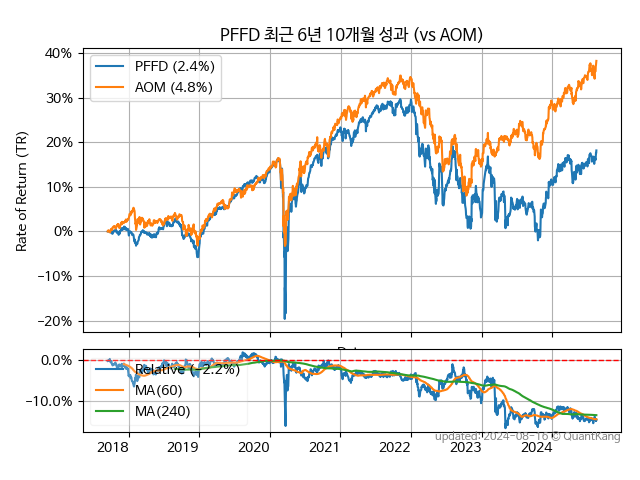 PFFD 최근 6년 10개월 성과 (vs AOM)
40%
30%
20%
10%
0%
−10%
−20%
Rate of Return (TR)
PFFD (2.4%)
AOM (4.8%)
0.0%
−10.0%
Relative (−2.2%)
MA(60)
MA(240)
2018 2019 2020 2021 2022 2023 2024
updated: 2024-08-16 © QuantKang